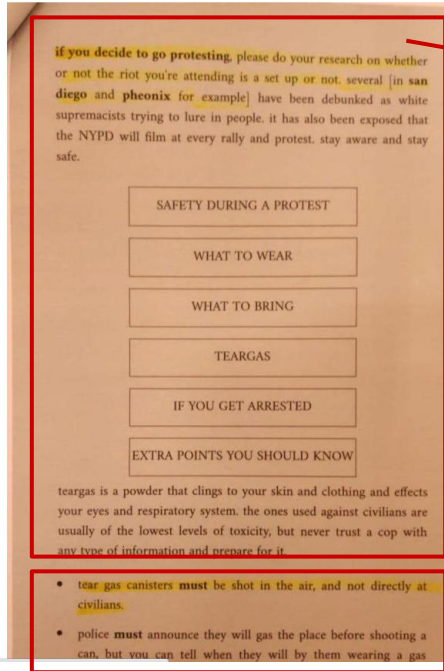 if you decide to go protesting, please do your research on whether
or not the riot you're attending is a set up or not. several [in san
diego and pheonix for example] have been debunked as white
supremacists trying to lure in people. it has also been exposed that
the NYPD will film at every rally and protest. stay aware and stay
safe.
SAFETY DURING A PROTEST
WHAT TO WEAR
WHAT TO BRING
TEARGAS
IF YOU GET ARRESTED
EXTRA POINTS YOU SHOULD KNOW
teargas is a powder that clings to your skin and clothing and effects
your eyes and respiratory system. the ones used against civilians are
usually of the lowest levels of toxicity, but never trust a cop with
any type of information and prepare for it.
• tear gas canisters must be shot in the air, and not directly at
civilians.
• police must announce they will gas the place before shooting a
can, but you can tell when they will by them wearing a gas